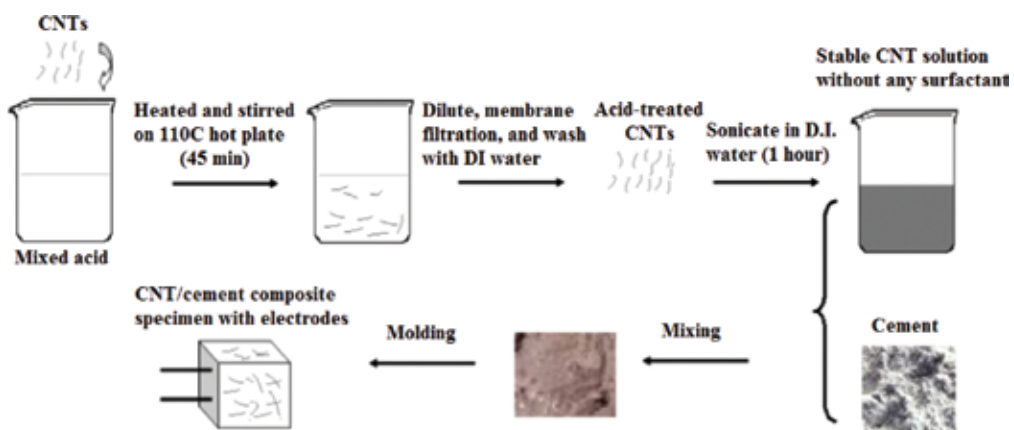 CNTs
Mixed acid
Heated and stirred
on 110C hot plate
(45 min)
Dilute, membrane
filtration, and wash
with DI water
Acid-treated
CNTs
Sonicate in D.I.
water (1 hour)
Stable CNT solution
without any surfactant
Cement
Mixing
Molding
CNT/cement composite
specimen with electrodes